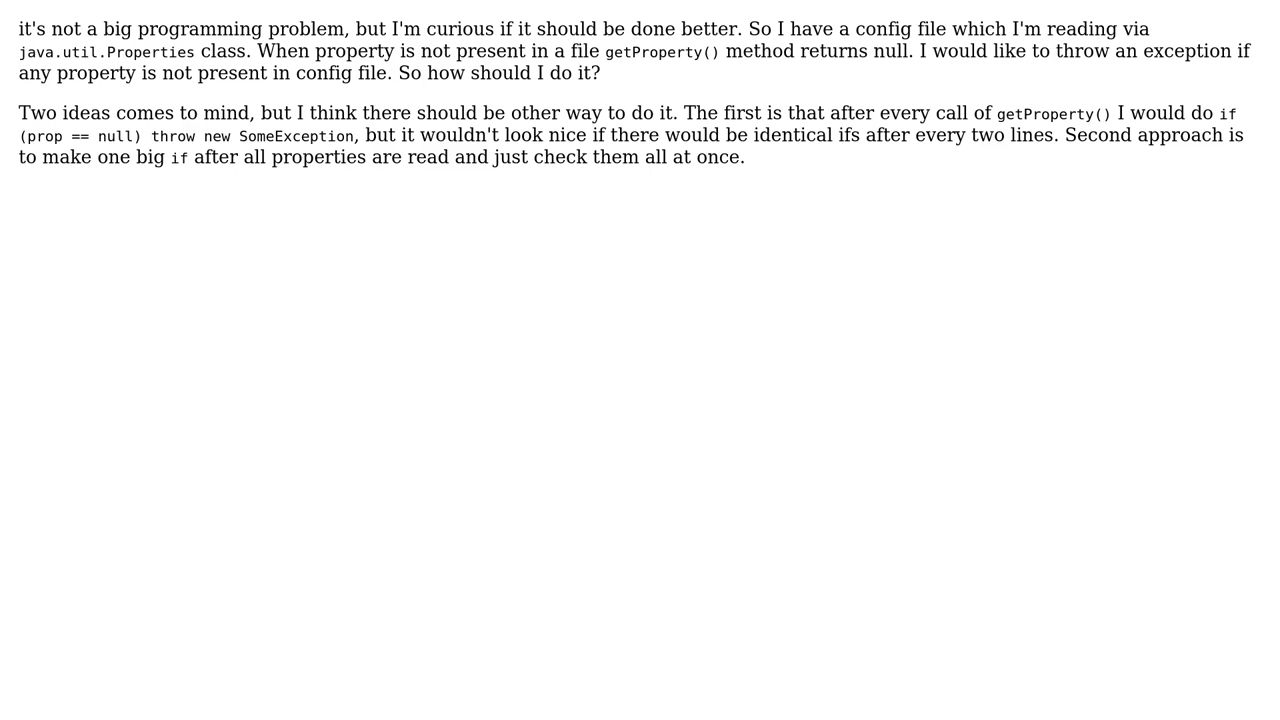 it's not a big programming problem, but I'm curious if it should be done better. So I have a config file which I'm reading via
java.util.Properties class. When property is not present in a file getProperty() method returns null. I would like to throw an exception if
any property is not present in config file. So how should I do it?
Two ideas comes to mind, but I think there should be other way to do it. The first is that after every call of getProperty() I would do if
(prop == null) throw new SomeException, but it wouldn't look nice if there would be identical ifs after every two lines. Second approach is
to make one big if after all properties are read and just check them all at once.